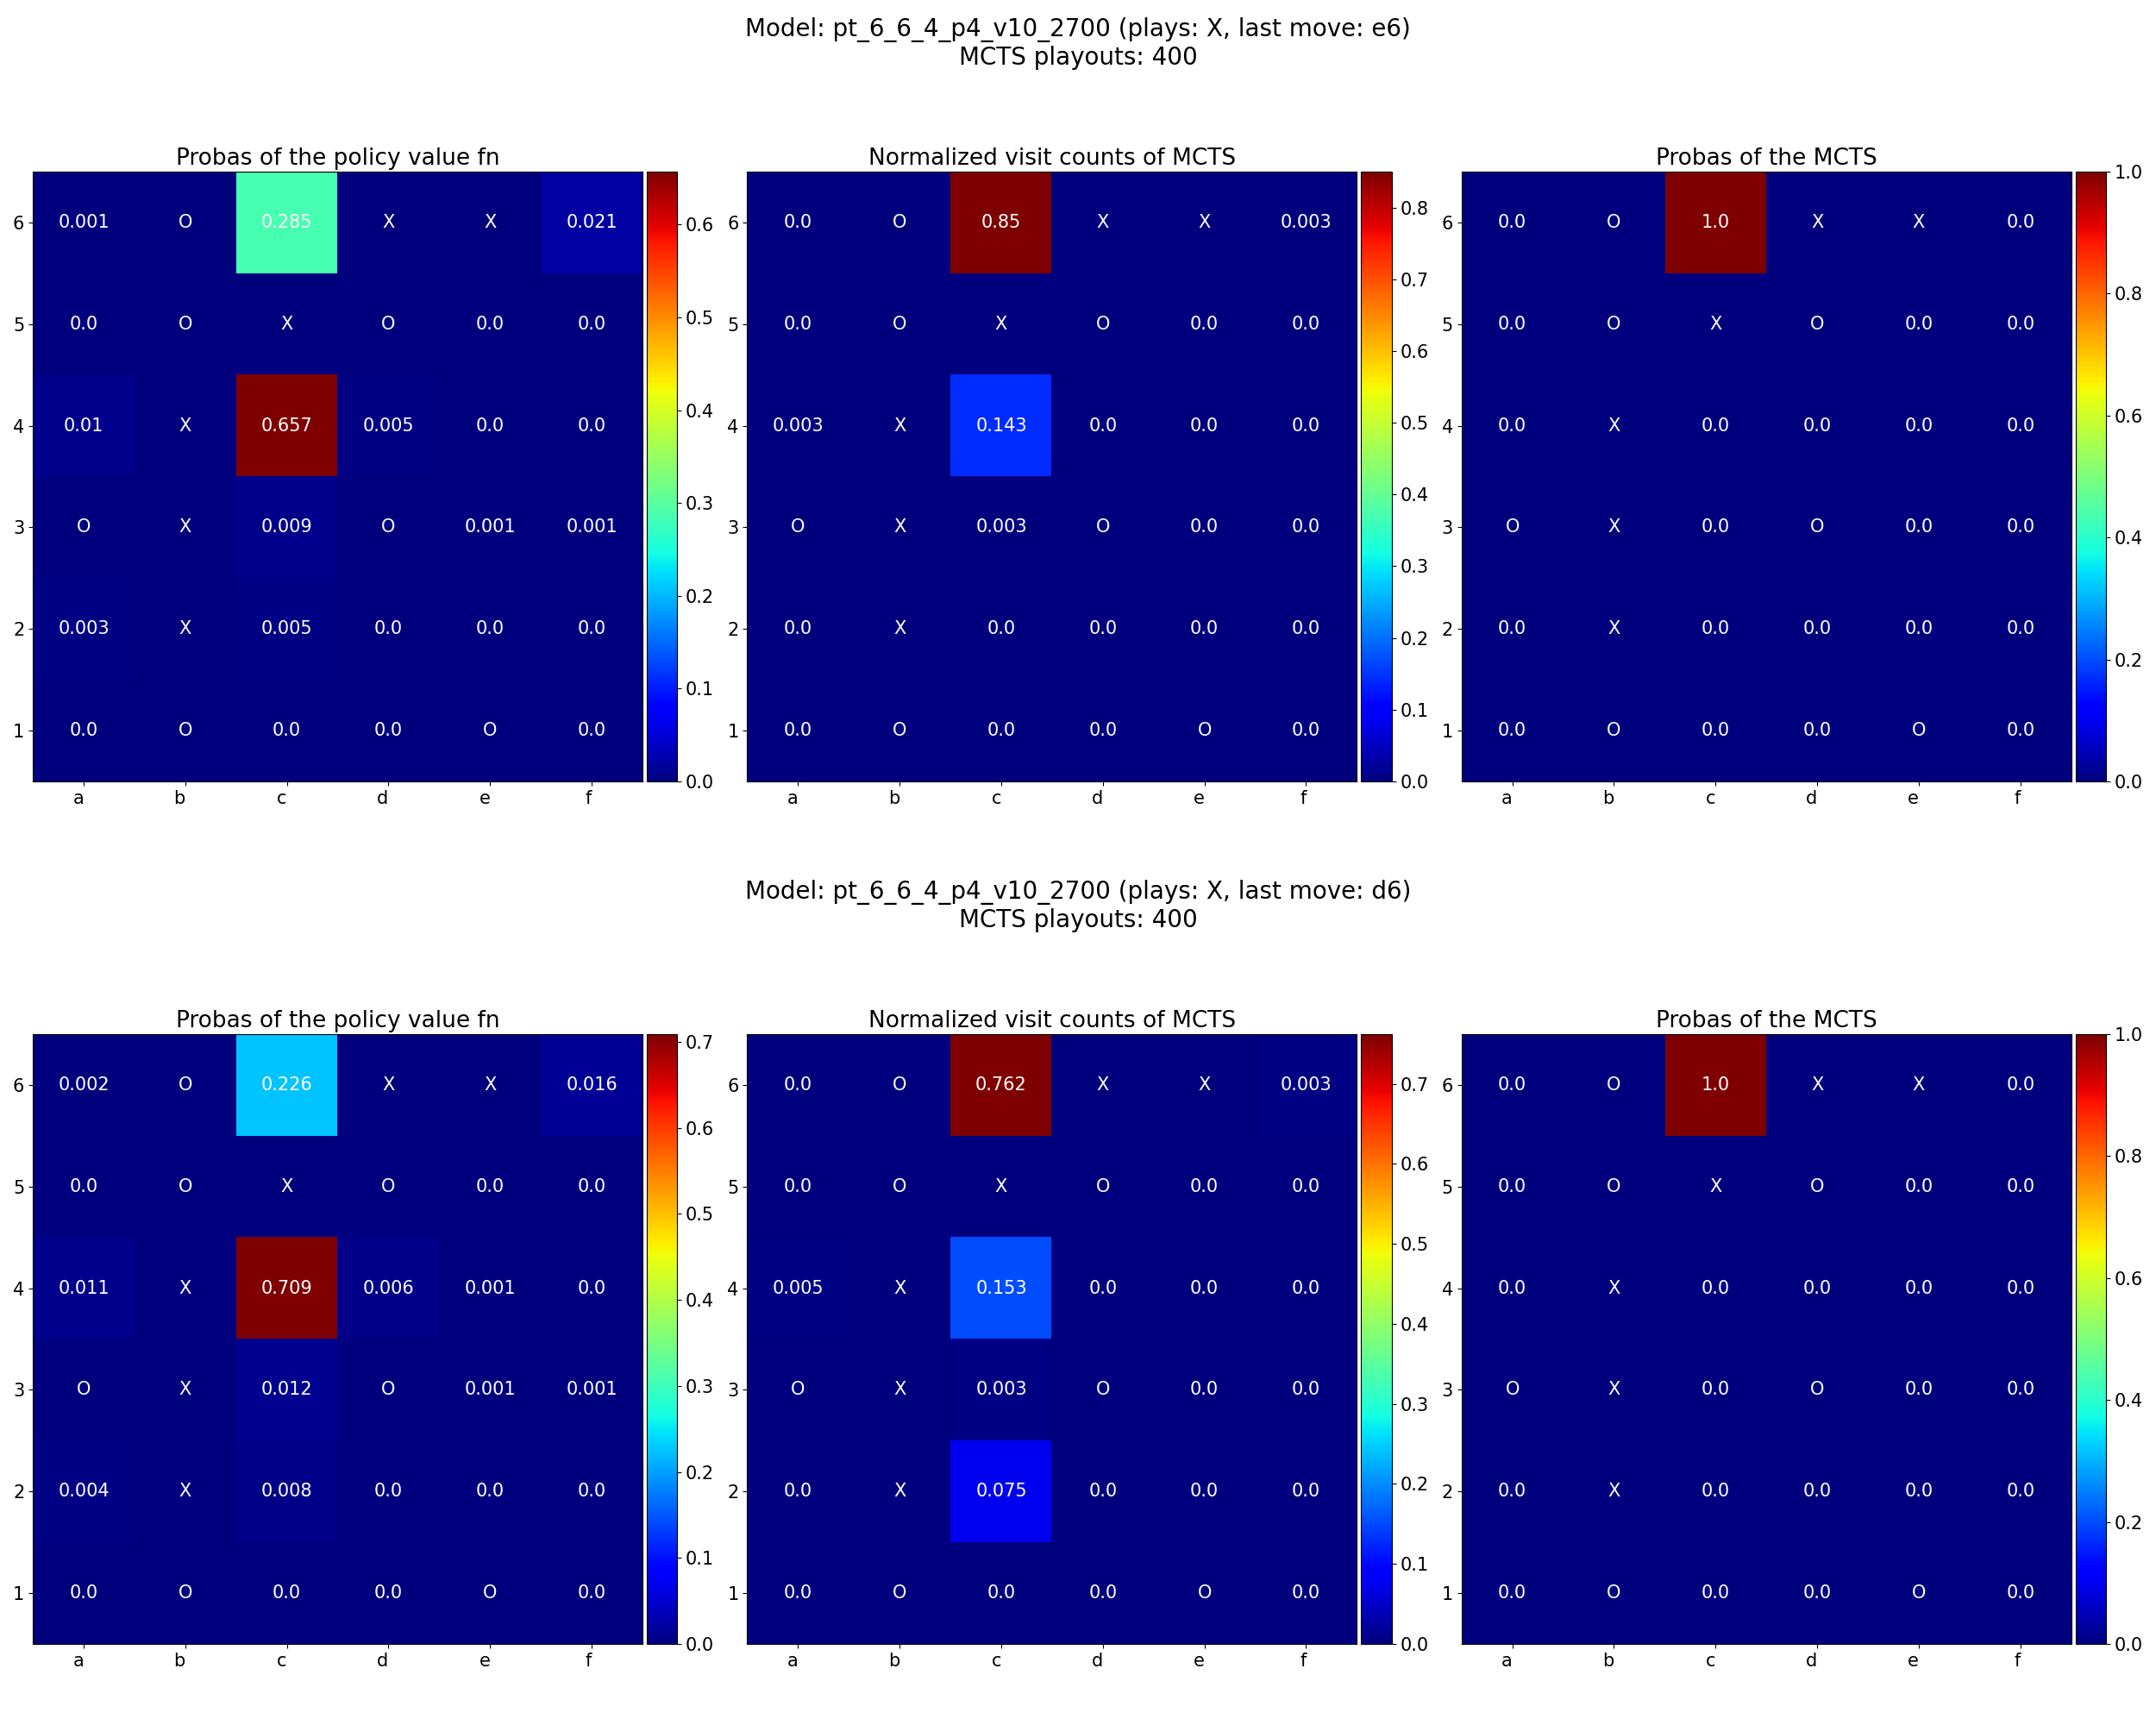 Model: pt_6_6_4_p4_v10_2700 (plays: X, last move: e6)
MCTS playouts: 400
Probas of the policy value fn Normalized visit counts of MCTS Probas of the MCTS
6 0.001 O 0.285 X X 0.021 0.6 6 0.0 O 0.85 X X 0.003 0.8 6 0.0 O 1.0 X X 0.0 1.0
5 0.0 O X O 0.0 0.0 0.5 5 0.0 O X O 0.0 0.0 0.7 0.6 5 0.0 O X O 0.0 0.0 0.8
4 0.01 X 0.657 0.005 0.0 0.0 0.4 4 0.003 X 0.143 0.0 0.0 0.0 0.5 4 0.0 X 0.0 0.0 0.0 0.0 0.6
3 O X 0.009 O 0.001 0.001 0.3 3 O X 0.003 O 0.0 0.0 0.4 0.3 3 O X 0.0 O 0.0 0.0 0.4
2 0.003 X 0.005 0.0 0.0 0.0 0.2 2 0.0 X 0.0 0.0 0.0 0.0 0.2 2 0.0 X 0.0 0.0 0.0 0.0 0.2
1 0.0 O 0.0 0.0 O 0.0 0.1 0.0 1 0.0 O 0.0 0.0 O 0.0 0.1 0.0 1 0.0 O 0.0 0.0 O 0.0 0.0
a b c d e f a b c d e f a b c d e f
Model: pt_6_6_4_p4_v10_2700 (plays: X, last move: d6)
MCTS playouts: 400
Probas of the policy value fn Normalized visit counts of MCTS Probas of the MCTS
6 0.002 O 0.226 X X 0.016 0.7 6 0.0 O 0.762 X X 0.003 0.7 6 0.0 O 1.0 X X 0.0 1.0
5 0.0 O X O 0.0 0.0 0.6 0.5 5 0.0 O X O 0.0 0.0 0.6 5 0.0 O X O 0.0 0.0 0.8
4 0.011 X 0.709 0.006 0.001 0.0 0.4 4 0.005 X 0.153 0.0 0.0 0.0 0.5 0.4 4 0.0 X 0.0 0.0 0.0 0.0 0.6
3 O X 0.012 O 0.001 0.001 0.3 3 O X 0.003 O 0.0 0.0 0.3 3 O X 0.0 O 0.0 0.0 0.4
2 0.004 X 0.008 0.0 0.0 0.0 0.2 2 0.0 X 0.075 0.0 0.0 0.0 0.2 2 0.0 X 0.0 0.0 0.0 0.0 0.2
1 0.0 O 0.0 0.0 O 0.0 0.1 0.0 1 0.0 O 0.0 0.0 O 0.0 0.1 0.0 1 0.0 O 0.0 0.0 O 0.0 0.0
a b c d e f a b c d e f a b c d e f